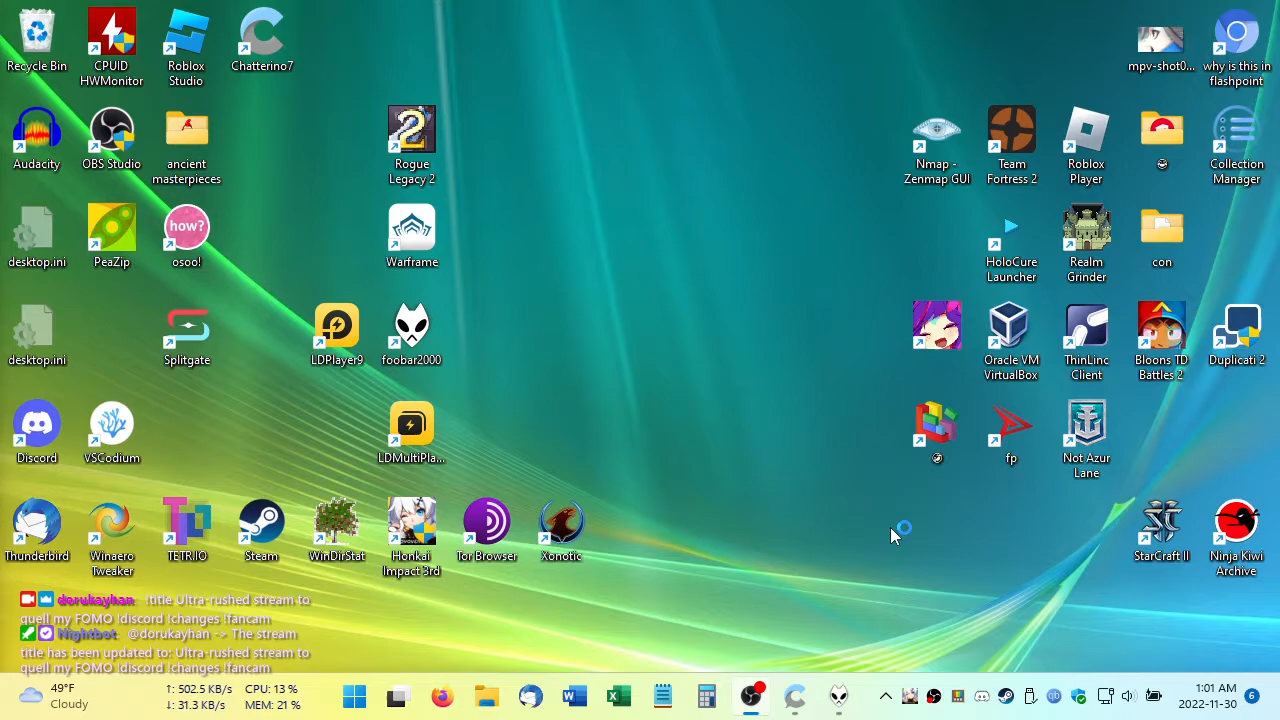 Recycle Bin
CPUID
HWMonitor
Roblox
Studio
Chatterino7
mpv-shot0...
why is this in
flashpoint
Audacity
OBS Studio
ancient
masterpieces
2
Rogue
Legacy 2
Nmap -
Zenmap GUI
Team
Fortress 2
Roblox
Player
Collection
Manager
desktop.ini
PeaZip
how?
osoo!
Warframe
HoloCure
Launcher
Realm
Grinder
con
desktop.ini
Splitgate
LDPlayer9
foobar2000
Oracle VM
VirtualBox
ThinLinc
Client
Bloons TD
Battles 2
Duplicati 2
Discord
VSCodium
LDMultiPla...
fp
Not Azur
Lane
Thunderbird
Winaero
Tweaker
TETR.IO
Steam
WinDirStat
Honkai
Impact 3rd
Tor Browser
Xonotic
StarCraft II
Ninja Kiwi
Archive
dorukayhan !title Ultra-rushed stream to
quell my FOMO !discord !changes !fancam
Nightbot @dorukayhan -> The stream
title has been updated to: Ultra-rushed stream to
quell my FOMO !discord !changes !fancam
49°F
Cloudy
↑: 502.5 KB/s
↓: 31.3 KB/s
CPU: 13 %
MEM: 21 %
1:01 AM
2022-11-30
6